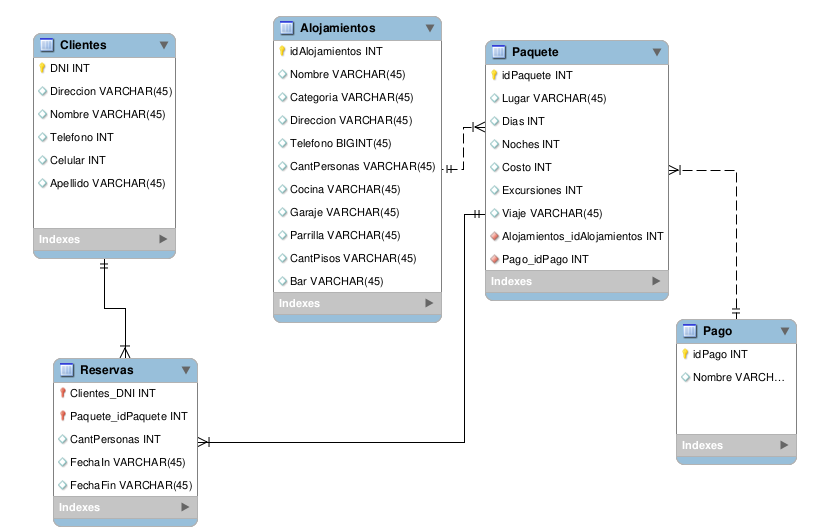 Clientes
DNI INT
Direccion VARCHAR(45)
Nombre VARCHAR(45)
Telefono INT
Celular INT
Apellido VARCHAR(45)
Indexes
Alojamientos
idAlojamientos INT
Nombre VARCHAR(45)
Categoria VARCHAR(45)
Direccion VARCHAR(45)
Telefono BIGINT(45)
CantPersonas VARCHAR(45)
Cocina VARCHAR(45)
Garaje VARCHAR(45)
Parrilla VARCHAR(45)
CantPisos VARCHAR(45)
Bar VARCHAR(45)
Indexes
Paquete
idPaquete INT
Lugar VARCHAR(45)
Dias INT
Noches INT
Costo INT
Excursiones INT
Viaje VARCHAR(45)
Alojamientos_idAlojamientos INT
Pago_idPago INT
Indexes
Pago
idPago INT
Nombre VARCH...
Indexes
Reservas
Clientes_DNI INT
Paquete_idPaquete INT
CantPersonas INT
FechaIn VARCHAR(45)
FechaFin VARCHAR(45)
Indexes